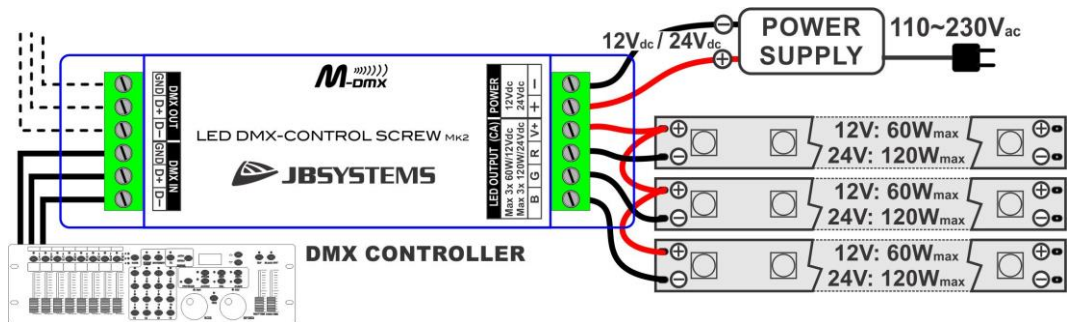 POWER
SUPPLY
110~230Vac
12Vdc / 24Vdc
M-DMX
LED DMX-CONTROL SCREW MK2
JBSYSTEMS
DMX OUT
GND
D+
D–
DMX IN
GND
D+
D–
POWER
12Vdc
24Vdc
–
+
LED OUTPUT (CA)
Max 3x 60W/12Vdc
Max 3x 120W/24Vdc
V+
R
G
B
12V: 60Wmax
24V: 120Wmax
12V: 60Wmax
24V: 120Wmax
12V: 60Wmax
24V: 120Wmax
DMX CONTROLLER